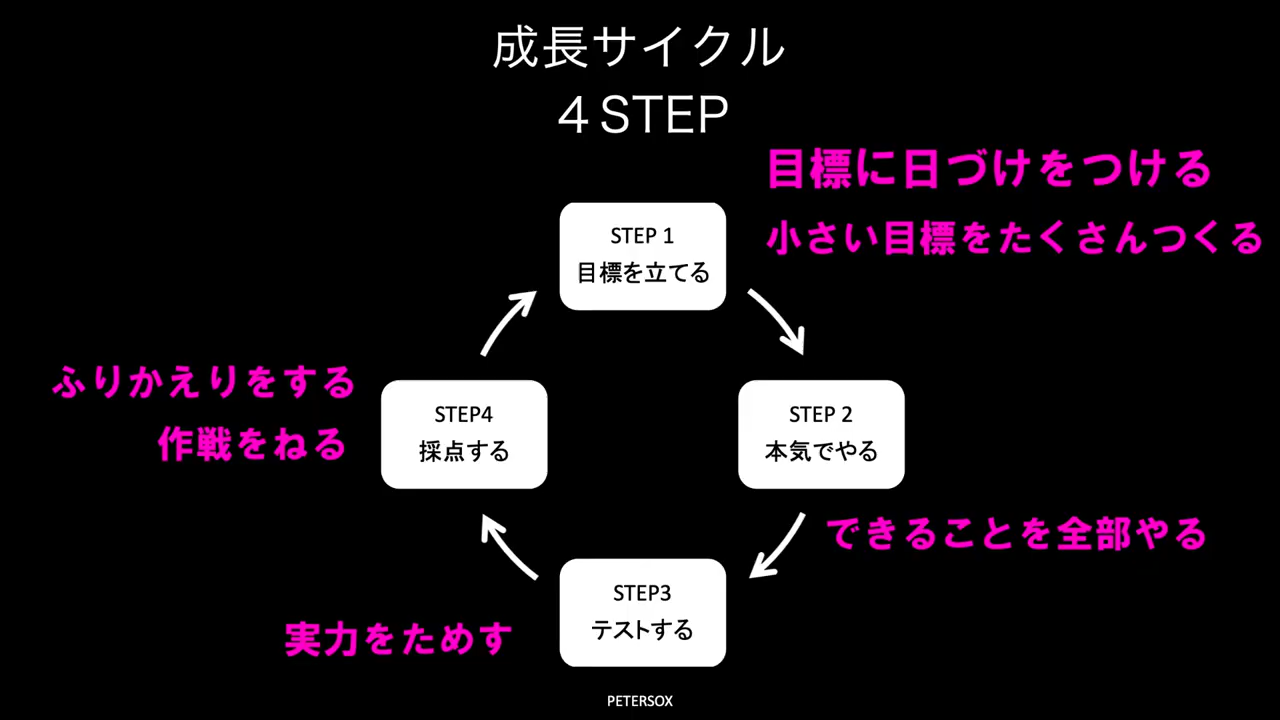 成長サイクル
４STEP
目標に日づけをつける
小さい目標をたくさんつくる
STEP 1
目標を立てる
ふりかえりをする
作戦をねる
STEP4
採点する
STEP 2
本気でやる
できることを全部やる
STEP3
テストする
実力をためす
PETERSOX